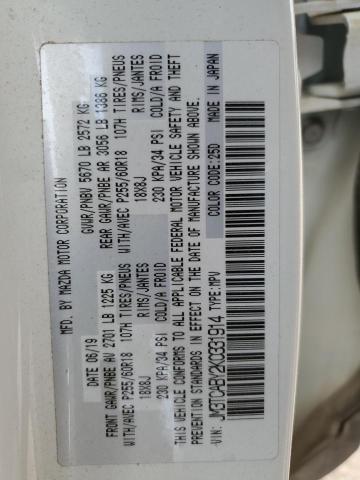 MFD. BY MAZDA MOTOR CORPORATION
DATE 06/19 GVWR/PNBV 5670 LB 2572 KG
FRONT GAWR/PNBE AV 2701 LB 1225 KG REAR GAWR/PNBE AR 3056 LB 1386 KG
WITH/AVEC P255/60R18 107H TIRES/PNEUS WITH/AVEC P255/60R18 107H TIRES/PNEUS
18X8J RIMS/JANTES 18X8J RIMS/JANTES
230 KPA/34 PSI COLD/A FROID 230 KPA/34 PSI COLD/A FROID
THIS VEHICLE CONFORMS TO ALL APPLICABLE FEDERAL MOTOR VEHICLE SAFETY AND THEFT
PREVENTION STANDARDS IN EFFECT ON THE DATE OF MANUFACTURE SHOWN ABOVE.
VIN: JM3TCABY2K0331914 TYPE:MPV COLOR CODE:25D MADE IN JAPAN